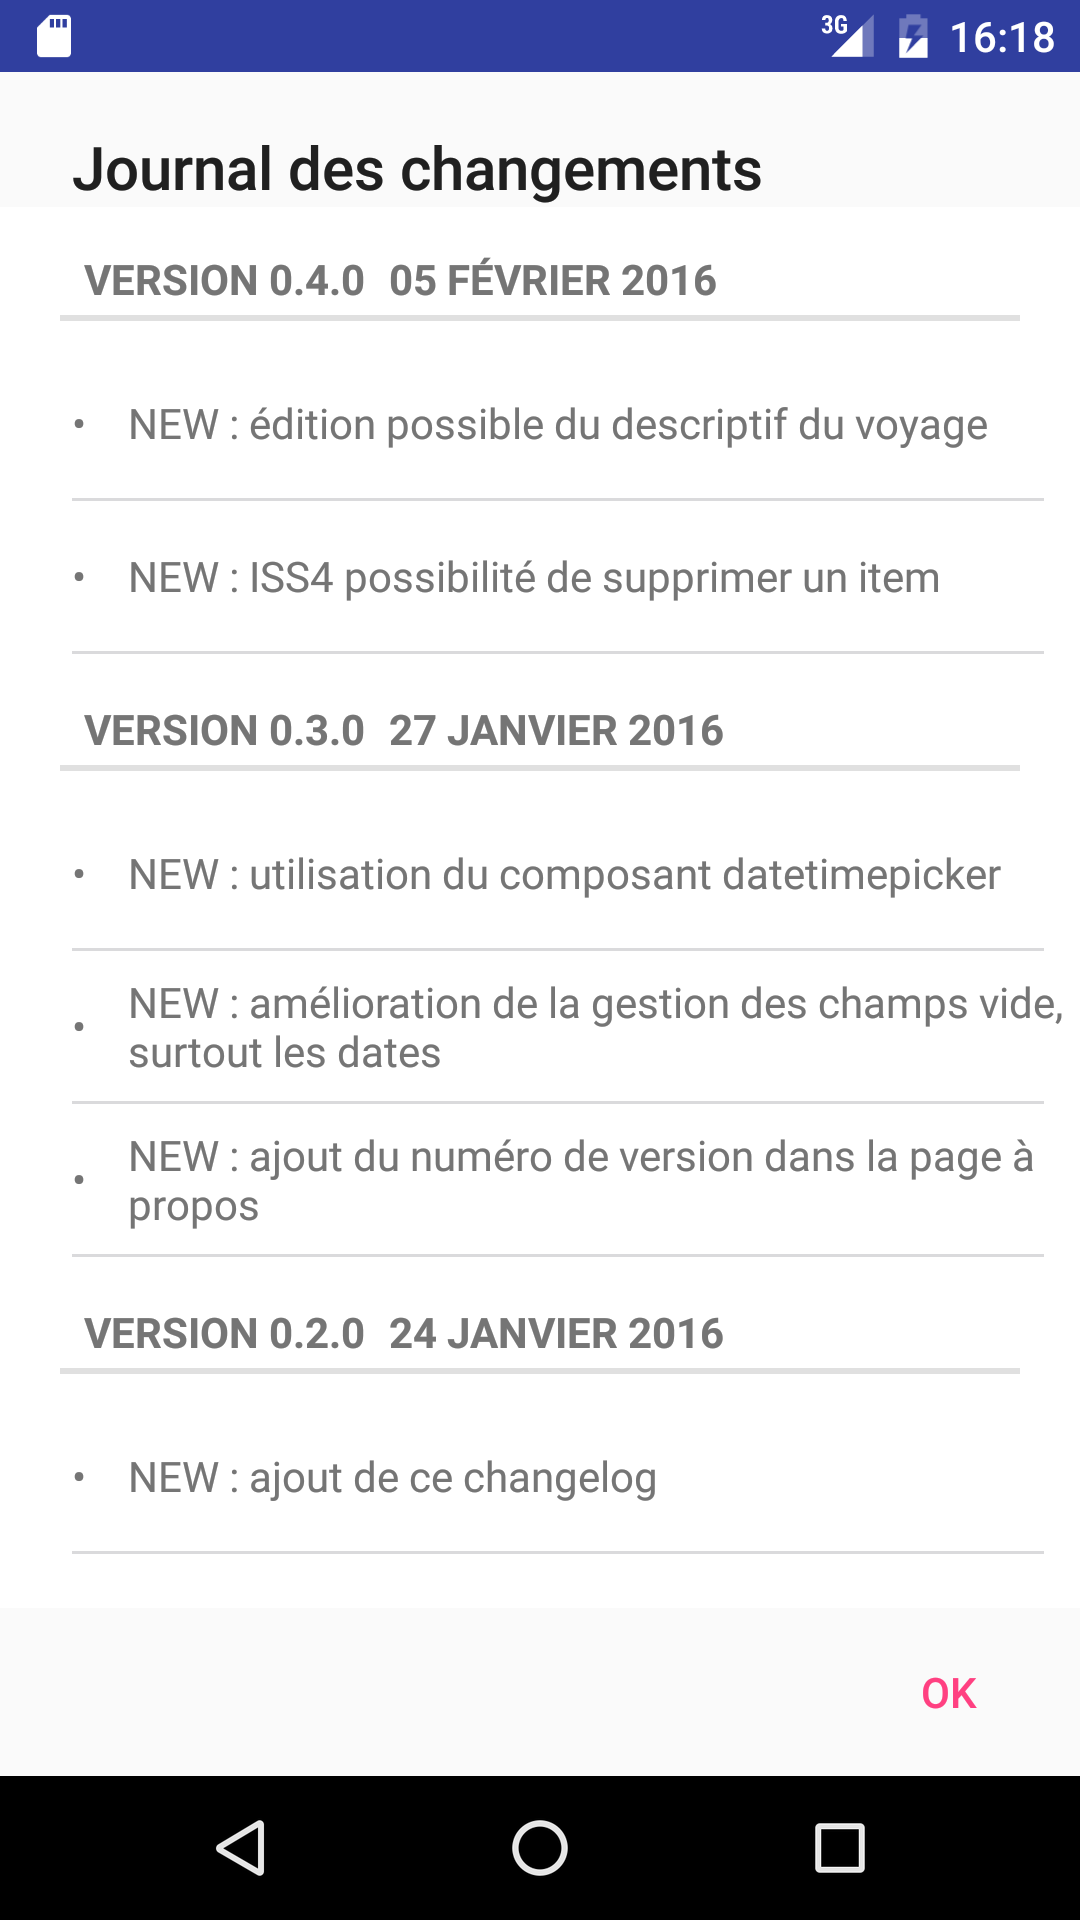 3G 16:18
Journal des changements
VERSION 0.4.0 05 FÉVRIER 2016
• NEW : édition possible du descriptif du voyage
• NEW : ISS4 possibilité de supprimer un item
VERSION 0.3.0 27 JANVIER 2016
• NEW : utilisation du composant datetimepicker
• NEW : amélioration de la gestion des champs vide,
surtout les dates
• NEW : ajout du numéro de version dans la page à
propos
VERSION 0.2.0 24 JANVIER 2016
• NEW : ajout de ce changelog
OK